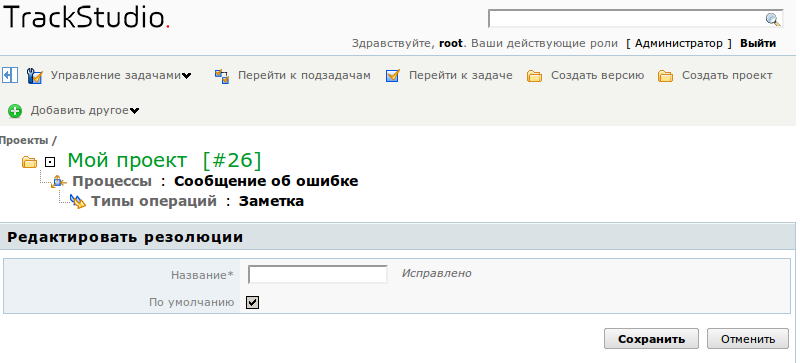 TrackStudio.
Здравствуйте, root. Ваши действующие роли [ Администратор ] Выйти
Управление задачами Перейти к подзадачам Перейти к задаче Создать версию Создать проект
Добавить другое
Проекты /
Мой проект [#26]
Процессы : Сообщение об ошибке
Типы операций : Заметка
Редактировать резолюции
Название* Исправлено
По умолчанию
Сохранить Отменить